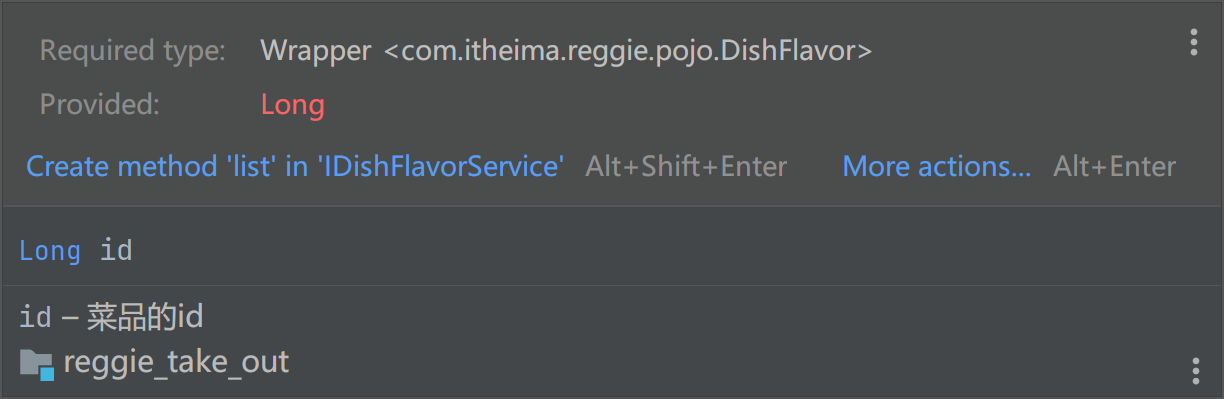 Required type: Wrapper <com.itheima.reggie.pojo.DishFlavor>
Provided: Long
Create method 'list' in 'IDishFlavorService' Alt+Shift+Enter More actions... Alt+Enter
Long id
id – 菜品的id
reggie_take_out